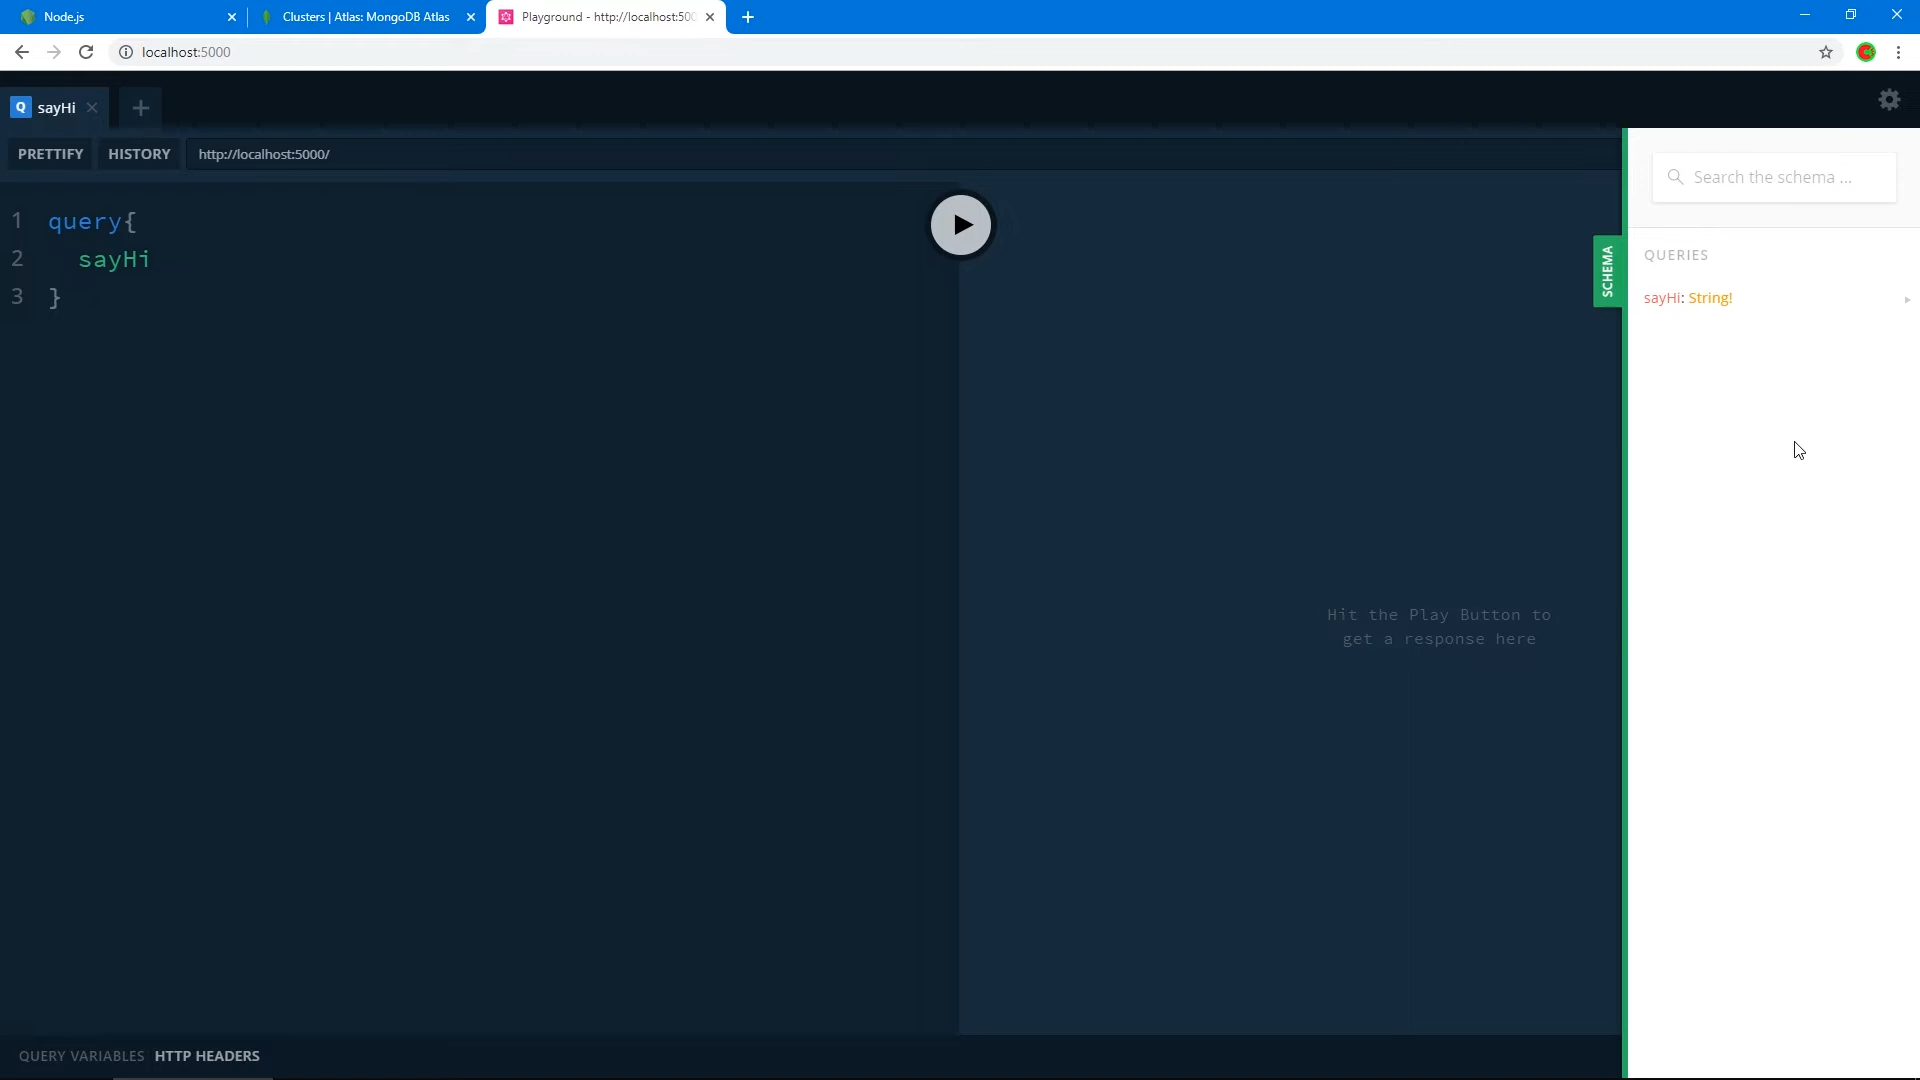 Node.js
Clusters | Atlas: MongoDB Atlas
Playground - http://localhost:500
localhost:5000
Q sayHi
PRETTIFY
HISTORY
http://localhost:5000/
Search the schema ...
1 query{
2 sayHi
3 }
SCHEMA
QUERIES
sayHi: String!
Hit the Play Button to
get a response here
QUERY VARIABLES
HTTP HEADERS